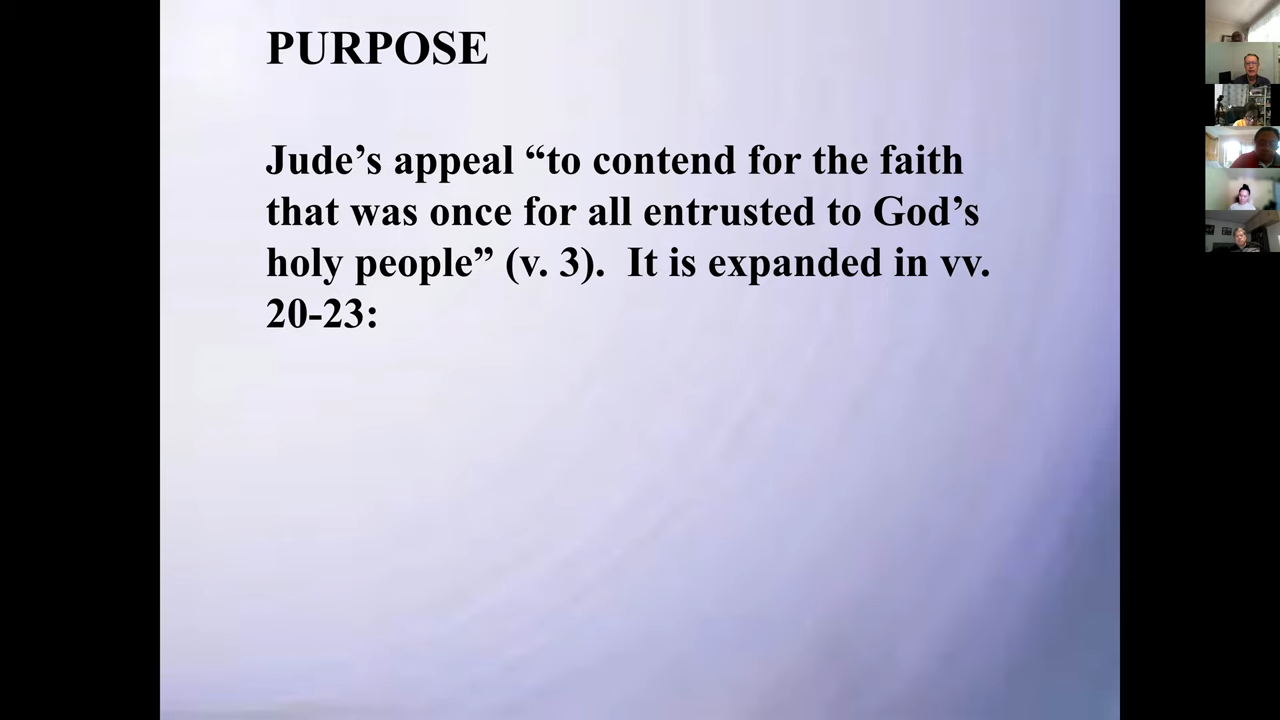 PURPOSE
Jude’s appeal “to contend for the faith
that was once for all entrusted to God’s
holy people” (v. 3).  It is expanded in vv.
20-23: